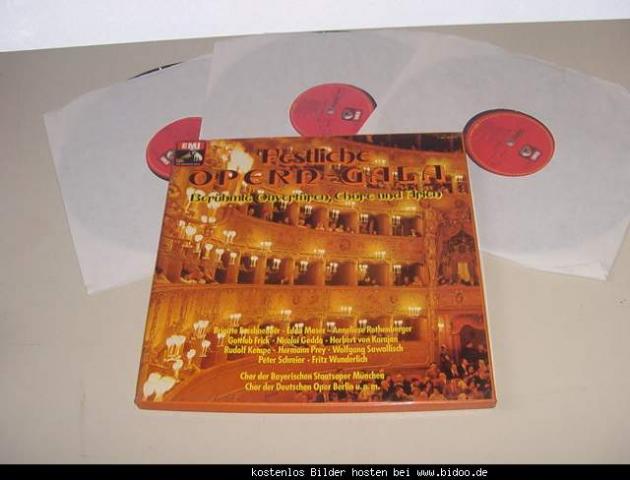 EMI
Festliche
OPERN-GALA
Berühmte Ouvertüren, Chöre und Arien
Brigitte Fassbaender - Edda Moser - Anneliese Rothenberger
Gottlob Frick - Nicolai Gedda - Herbert von Karajan
Rudolf Kempe - Hermann Prey - Wolfgang Sawallisch
Peter Schreier - Fritz Wunderlich
Chor der Bayerischen Staatsoper München
Chor der Deutschen Oper Berlin u.v.m.
kostenlos Bilder hosten bei www.bidoo.de